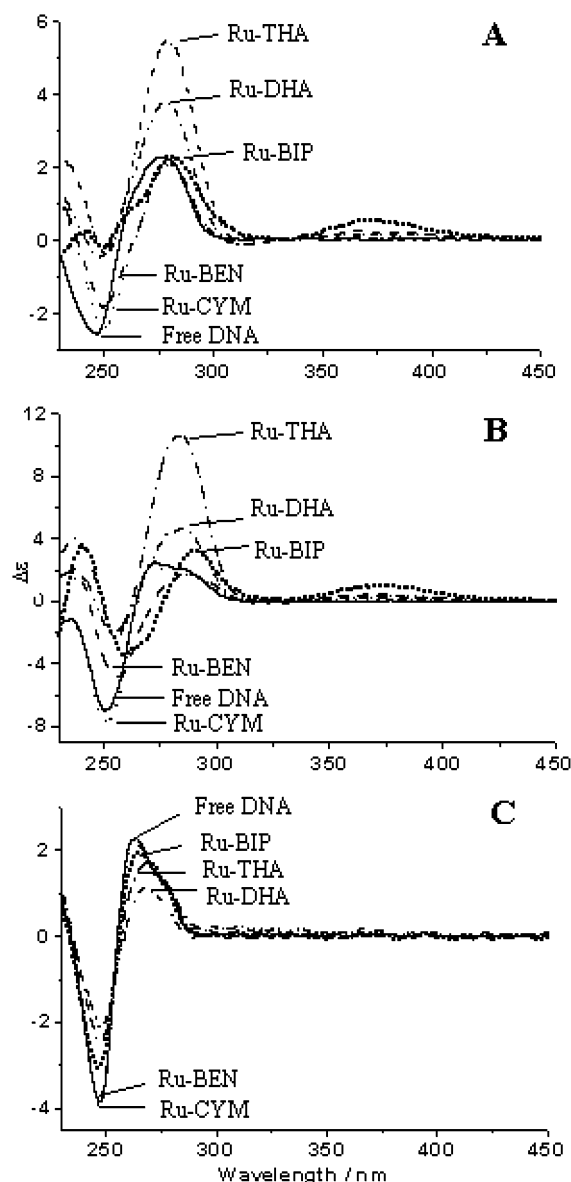 Ru-THA
A
Ru-DHA
Ru-BIP
Ru-BEN
Ru-CYM
Free DNA
6
4
2
0
-2
250 300 350 400 450
B
Ru-THA
Ru-DHA
Ru-BIP
Ru-BEN
Free DNA
Ru-CYM
Δε
12
8
4
0
-4
-8
250 300 350 400 450
Free DNA
C
Ru-BIP
Ru-THA
Ru-DHA
Ru-BEN
Ru-CYM
2
0
-2
-4
250 300 350 400 450
Wavelength / nm